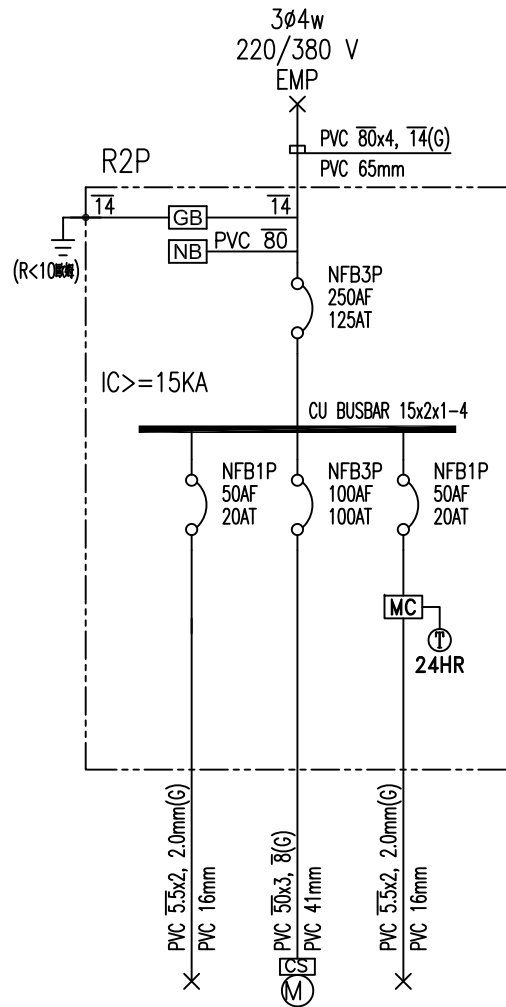 3ø4w
220/380 V
EMP
PVC 80x4, 14(G)
PVC 65mm
R2P
14
GB
14
NB
PVC 80
(R<10
NFB3P
250AF
125AT
IC>=15KA
CU BUSBAR 15x2x1-4
NFB1P
50AF
20AT
NFB3P
100AF
100AT
NFB1P
50AF
20AT
MC
T
24HR
PVC 5.5x2, 2.0mm(G)
PVC 16mm
PVC 50x3, 8(G)
PVC 41mm
PVC 5.5x2, 2.0mm(G)
PVC 16mm
CS
M